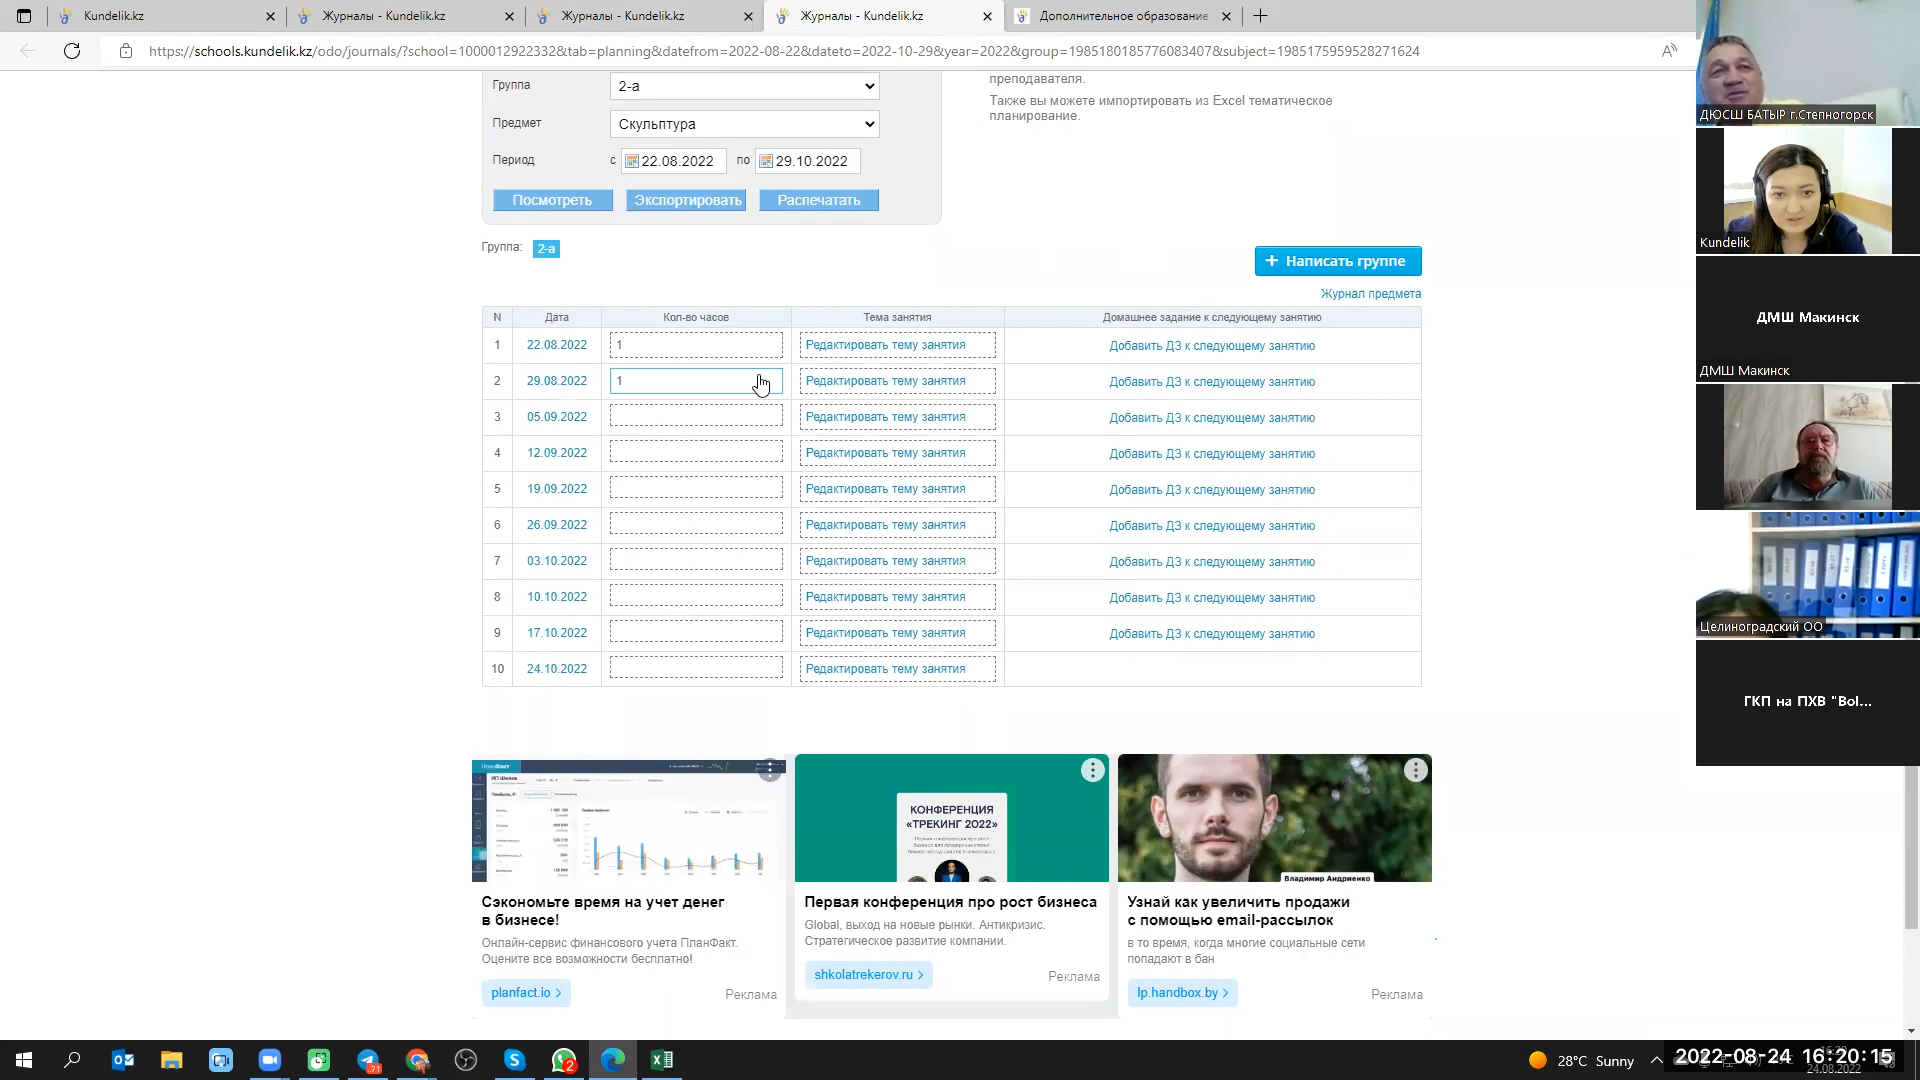 Kundelik.kz
Журналы - Kundelik.kz
Журналы - Kundelik.kz
Журналы - Kundelik.kz
Дополнительное образование
https://schools.kundelik.kz/odo/journals/?school=1000012922332&tab=planning&datefrom=2022-08-22&dateto=2022-10-29&year=2022&group=1985180185776083407&subject=1985175959528271624
Группа 2-а
Предмет Скульптура
Период с 22.08.2022 по 29.10.2022
Посмотреть Экспортировать Распечатать
преподавателя.
Также вы можете импортировать из Excel тематическое
планирование.
Группа: 2-а
+ Написать группе
Журнал предмета
N Дата Кол-во часов Тема занятия Домашнее задание к следующему занятию
1 22.08.2022 1 Редактировать тему занятия Добавить ДЗ к следующему занятию
2 29.08.2022 1 Редактировать тему занятия Добавить ДЗ к следующему занятию
3 05.09.2022 Редактировать тему занятия Добавить ДЗ к следующему занятию
4 12.09.2022 Редактировать тему занятия Добавить ДЗ к следующему занятию
5 19.09.2022 Редактировать тему занятия Добавить ДЗ к следующему занятию
6 26.09.2022 Редактировать тему занятия Добавить ДЗ к следующему занятию
7 03.10.2022 Редактировать тему занятия Добавить ДЗ к следующему занятию
8 10.10.2022 Редактировать тему занятия Добавить ДЗ к следующему занятию
9 17.10.2022 Редактировать тему занятия Добавить ДЗ к следующему занятию
10 24.10.2022 Редактировать тему занятия
КОНФЕРЕНЦИЯ
«ТРЕКИНГ 2022»
Владимир Андриенко
Сэкономьте время на учет денег
в бизнесе!
Онлайн-сервис финансового учета ПланФакт.
Оцените все возможности бесплатно!
planfact.io >
Реклама
Первая конференция про рост бизнеса
Global, выход на новые рынки. Антикризис.
Стратегическое развитие компании.
shkolatrekerov.ru >
Реклама
Узнай как увеличить продажи
с помощью email-рассылок
в то время, когда многие социальные сети
попадают в бан
lp.handbox.by >
Реклама
ДЮСШ БАТЫР г.Степногорск
Kundelik
ДМШ Макинск
ДМШ Макинск
Целиноградский ОО
ГКП на ПХВ "Bol...
28°C Sunny
2022-08-24 16:20:15
24.08.2022